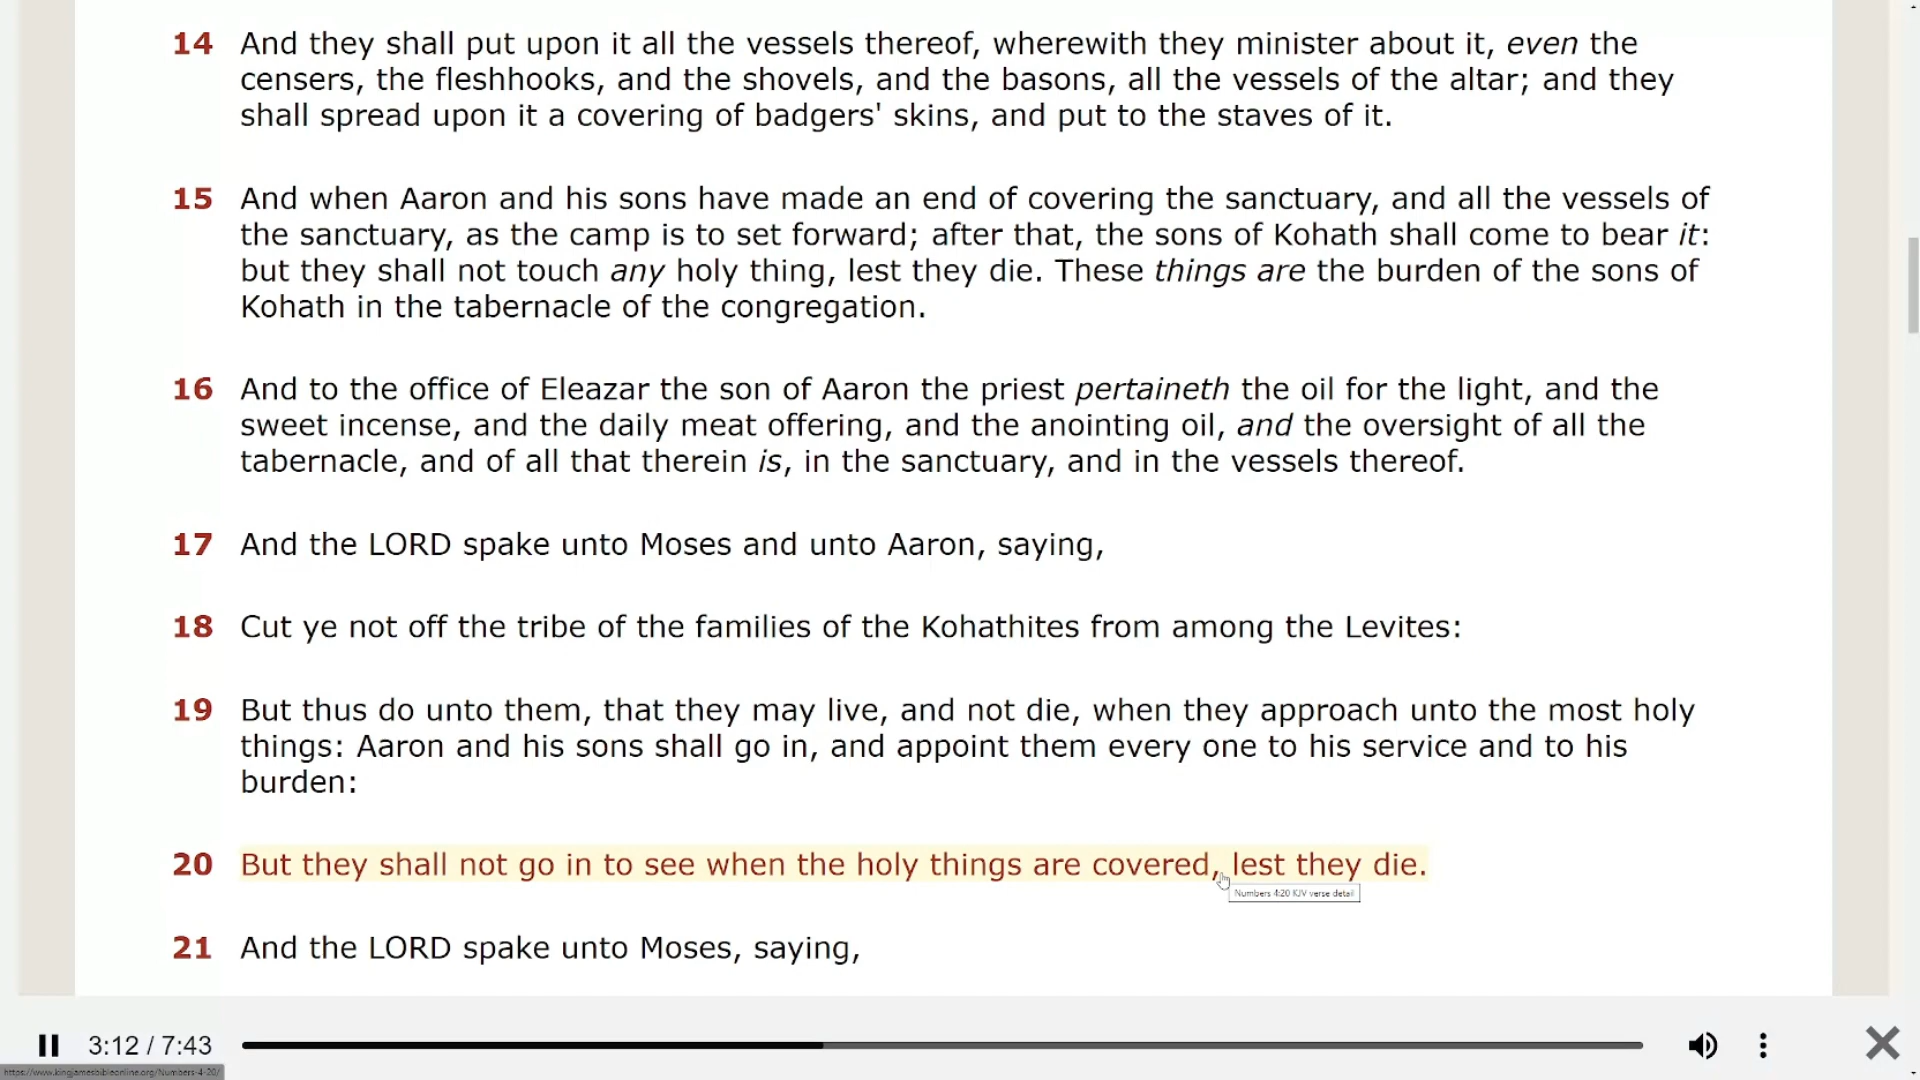 14 And they shall put upon it all the vessels thereof, wherewith they minister about it, even the
censers, the fleshhooks, and the shovels, and the basons, all the vessels of the altar; and they
shall spread upon it a covering of badgers' skins, and put to the staves of it.
15 And when Aaron and his sons have made an end of covering the sanctuary, and all the vessels of
the sanctuary, as the camp is to set forward; after that, the sons of Kohath shall come to bear it:
but they shall not touch any holy thing, lest they die. These things are the burden of the sons of
Kohath in the tabernacle of the congregation.
16 And to the office of Eleazar the son of Aaron the priest pertaineth the oil for the light, and the
sweet incense, and the daily meat offering, and the anointing oil, and the oversight of all the
tabernacle, and of all that therein is, in the sanctuary, and in the vessels thereof.
17 And the LORD spake unto Moses and unto Aaron, saying,
18 Cut ye not off the tribe of the families of the Kohathites from among the Levites:
19 But thus do unto them, that they may live, and not die, when they approach unto the most holy
things: Aaron and his sons shall go in, and appoint them every one to his service and to his
burden:
20 But they shall not go in to see when the holy things are covered, lest they die.
Numbers 4:20 KJV verse detail
21 And the LORD spake unto Moses, saying,
3:12 / 7:43
https://www.kingjamesbibleonline.org/Numbers-4-20/